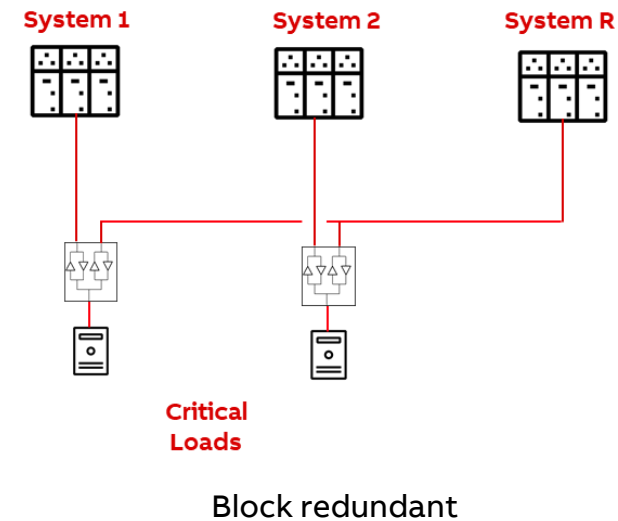 System 1
System 2
System R
Critical
Loads
Block redundant